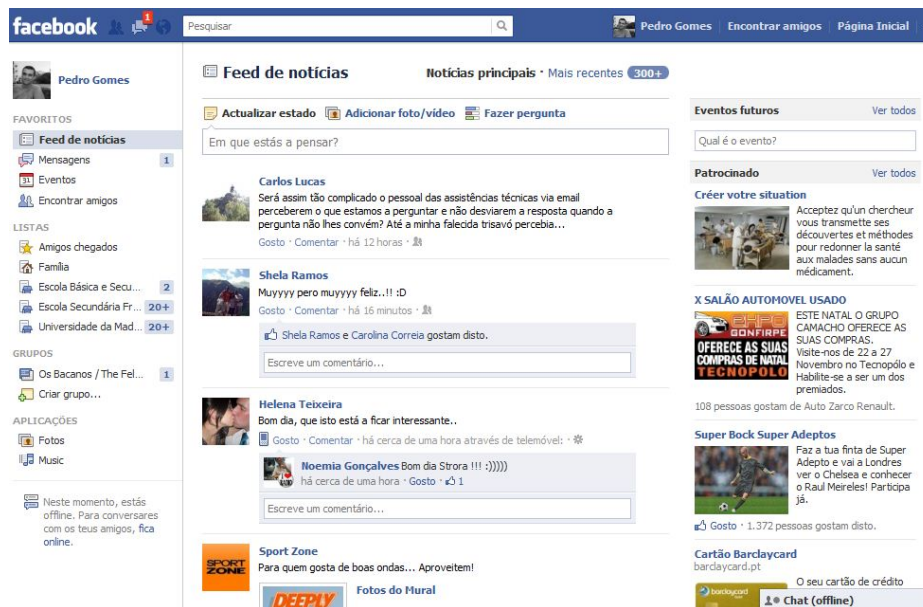 facebook
1
Pesquisar
Pedro Gomes
Encontrar amigos
Página Inicial
Pedro Gomes
FAVORITOS
Feed de notícias
Mensagens 1
31 Eventos
Encontrar amigos
LISTAS
Amigos chegados
Família
Escola Básica e Secu... 2
Escola Secundária Fr... 20+
Universidade da Mad... 20+
GRUPOS
Os Bacanos / The Fel... 1
Criar grupo...
APLICAÇÕES
Fotos
Music
Neste momento, estás
offline. Para conversares
com os teus amigos, fica
online.
Feed de notícias
Notícias principais · Mais recentes 300+
Actualizar estado Adicionar foto/vídeo Fazer pergunta
Em que estás a pensar?
Carlos Lucas
Será assim tão complicado o pessoal das assistências técnicas via email
perceberem o que estamos a perguntar e não desviarem a resposta quando a
pergunta não lhes convém? Até a minha falecida trisavó percebia...
Gosto · Comentar · há 12 horas ·
Shela Ramos
Muyyyy pero muyyyy feliz..!! :D
Gosto · Comentar · há 16 minutos ·
Shela Ramos e Carolina Correia gostam disto.
Escreve um comentário...
Helena Teixeira
Bom dia, que isto está a ficar interessante..
Gosto · Comentar · há cerca de uma hora através de telemóvel: ·
Noemia Gonçalves Bom dia Strora !!! :)))))
há cerca de uma hora · Gosto · 1
Escreve um comentário...
SPORT
ZONE
Sport Zone
Para quem gosta de boas ondas... Aproveitem!
DEEPLY
Fotos do Mural
Eventos futuros Ver todos
Qual é o evento?
Patrocinado Ver todos
Créer votre situation
Acceptez qu'un chercheur
vous transmette ses
découvertes et méthodes
pour redonner la santé
aux malades sans aucun
médicament.
X SALÃO AUTOMOVEL USADO
GONFIRPE
OFERECE AS SUAS
COMPRAS DE NATAL
TECNOPOLO
ESTE NATAL O GRUPO
CAMACHO OFERECE AS
SUAS COMPRAS.
Visite-nos de 22 a 27
Novembro no Tecnopólo e
Habilite-se a ser um dos
premiados.
108 pessoas gostam de Auto Zarco Renault.
Super Bock Super Adeptos
Faz a tua finta de Super
Adepto e vai a Londres
ver o Chelsea e conhecer
o Raul Meireles! Participa
já.
Gosto · 1.372 pessoas gostam disto.
Cartão Barclaycard
barclaycard.pt
barclaycard
O seu cartão de crédito
Chat (offline)